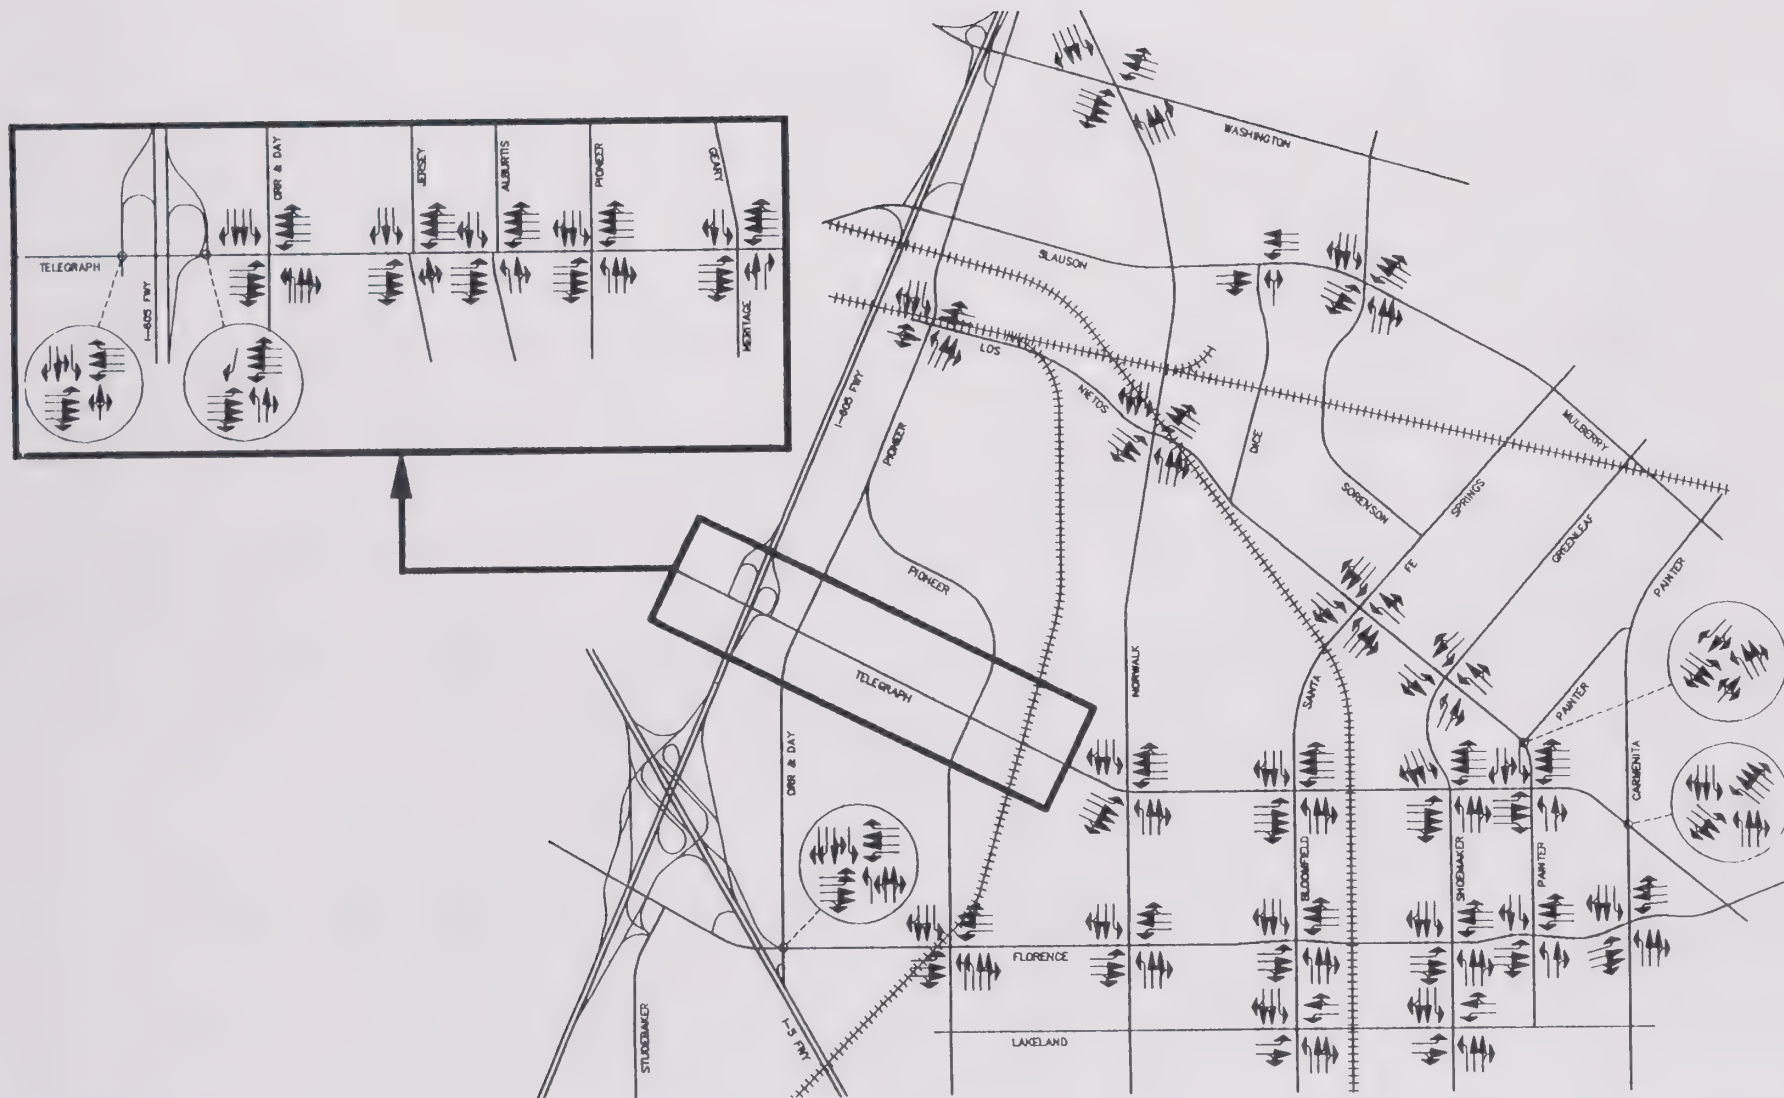 WASHINGTON
ORR & DAY
JERSEY
ALBURTIS
PIONEER
GEARY
TELEGRAPH
I-605 FWY
HERITAGE
SLAUSON
LOS
NIETOS
I-605 FWY
PIONEER
DICE
MULBERRY
SORENSON
SPRINGS
GREENLEAF
FE
PAINTER
PIONEER
TELEGRAPH
NORWALK
SANTA
PAINTER
ORR & DAY
CARMENITA
BLOOMFIELD
SHOEMAKER
PAINTER
FLORENCE
STUDEBAKER
I-5 FWY
LAKELAND